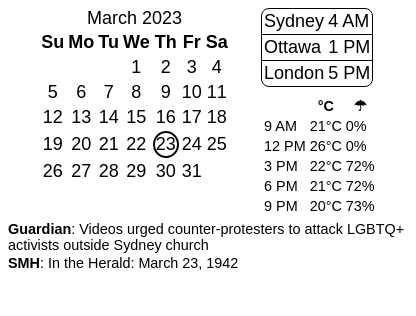 March 2023
Su Mo Tu We Th Fr Sa
1 2 3 4
5 6 7 8 9 10 11
12 13 14 15 16 17 18
19 20 21 22 23 24 25
26 27 28 29 30 31
Sydney 4 AM
Ottawa 1 PM
London 5 PM
°C ☂
9 AM 21°C 0%
12 PM 26°C 0%
3 PM 22°C 72%
6 PM 21°C 72%
9 PM 20°C 73%
Guardian: Videos urged counter-protesters to attack LGBTQ+
activists outside Sydney church
SMH: In the Herald: March 23, 1942